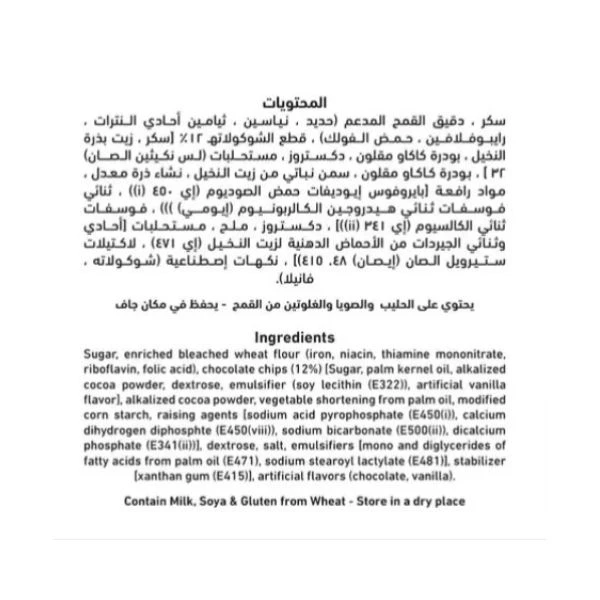 المحتويات
سكر ، دقيق القمح المدعم (حديد ، نياسين ، ثيامين أحادي النترات ،
رايبوفلافين ، حمض الفولك) ، قطع الشوكولاتة ١٢٪ [سكر ، زيت بذرة
النخيل ، بودرة كاكاو مقلون ، دكستروز ، مستحلبات (لس نكيثين الصان)
٣٢ ] ، بودرة كاكاو مقلون ، سمن نباتي من زيت النخيل ، نشاء ذرة معدل ،
مواد رافعة [بايروفوس إيوديفات حمض الصوديوم (إي ٤٥٠ (i)) ، ثنائي
فوسفات ثنائي هيدروجين الكالربونيوم (إيومي) ))) ، فوسفات
ثنائي الكالسيوم (إي ٣٤١ (ii))] ، دكستروز ، ملح ، مستحلبات [أحادي
وثنائي الجيردات من الأحماض الدهنية لزيت النخيل (إي ٤٧١) ، لاكتيلات
ستيرويل الصان (إيصان) ٤٨. ٤١٥)] ، نكهات إصطناعية (شوكولاته ،
فانيلا).
يحتوي على الحليب والصويا والغلوتين من القمح - يحفظ في مكان جاف
Ingredients
Sugar, enriched bleached wheat flour (iron, niacin, thiamine mononitrate,
riboflavin, folic acid), chocolate chips (12%) [Sugar, palm kernel oil, alkalized
cocoa powder, dextrose, emulsifier (soy lecithin (E322)), artificial vanilla
flavor], alkalized cocoa powder, vegetable shortening from palm oil, modified
corn starch, raising agents [sodium acid pyrophosphate (E450(i)), calcium
dihydrogen diphosphte (E450(viii)), sodium bicarbonate (E500(ii)), dicalcium
phosphate (E341(ii))], dextrose, salt, emulsifiers [mono and diglycerides of
fatty acids from palm oil (E471), sodium stearoyl lactylate (E481)], stabilizer
[xanthan gum (E415)], artificial flavors (chocolate, vanilla).
Contain Milk, Soya & Gluten from Wheat - Store in a dry place